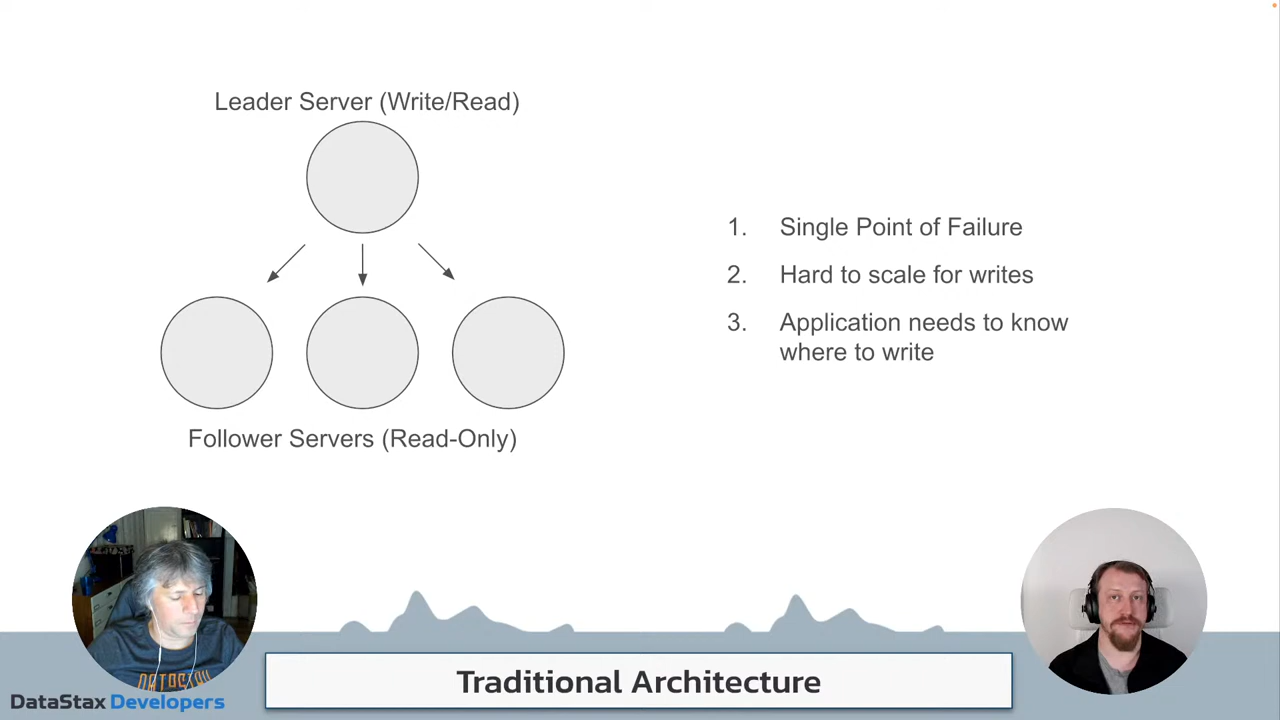 Leader Server (Write/Read)
Follower Servers (Read-Only)
1. Single Point of Failure
2. Hard to scale for writes
3. Application needs to know
where to write
DATASTAX
DataStax Developers
Traditional Architecture